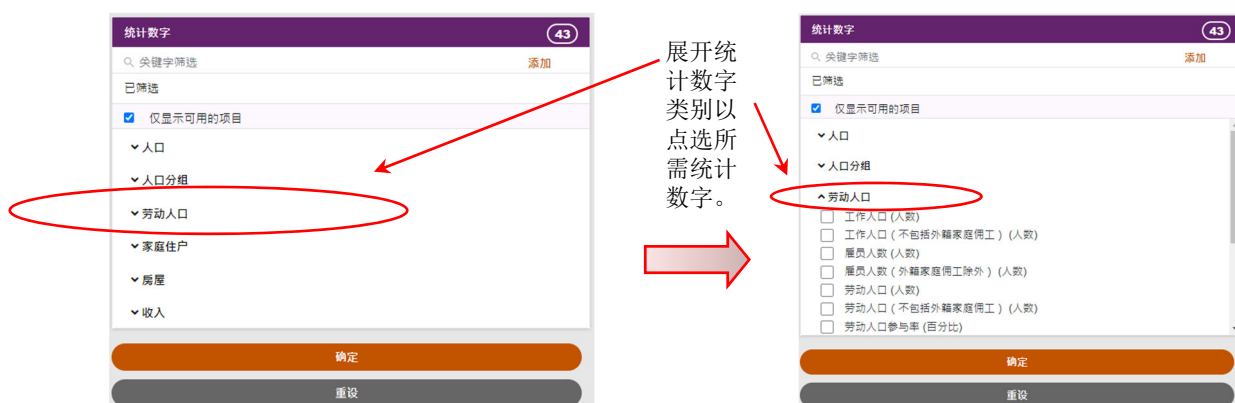 统计数字
43
关键字筛选
添加
已筛选
仅显示可用的项目
人口
人口分组
劳动人口
家庭住户
房屋
收入
确定
重设
展开统
计数字
类别以
点选所
需统计
数字。
统计数字
43
关键字筛选
添加
已筛选
仅显示可用的项目
人口
人口分组
劳动人口
工作人口 (人数)
工作人口（不包括外籍家庭佣工）(人数)
雇员人数 (人数)
雇员人数（外籍家庭佣工除外）(人数)
劳动人口 (人数)
劳动人口（不包括外籍家庭佣工）(人数)
劳动人口参与率 (百分比)
确定
重设